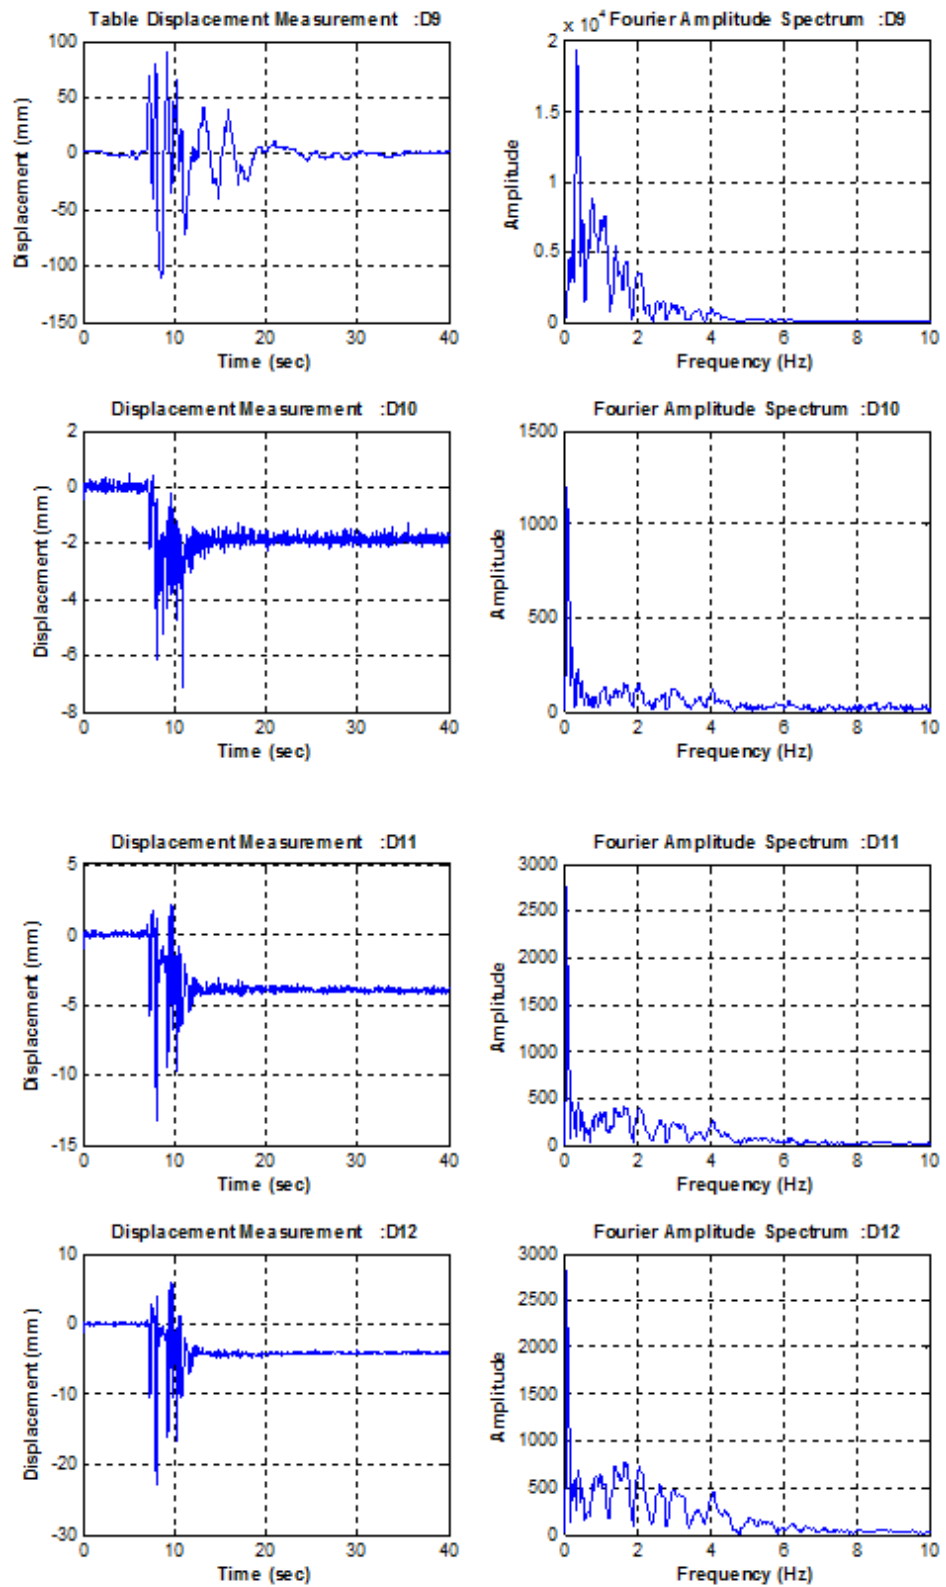 Table Displacement Measurement :D9
100
50
0
-50
-100
-150
0 10 20 30 40
Displacement (mm)
Time (sec)
x 10^4 Fourier Amplitude Spectrum :D9
2
1.5
1
0.5
0
0 2 4 6 8 10
Amplitude
Frequency (Hz)
Displacement Measurement :D10
2
0
-2
-4
-6
-8
0 10 20 30 40
Displacement (mm)
Time (sec)
Fourier Amplitude Spectrum :D10
1500
1000
500
0
0 2 4 6 8 10
Amplitude
Frequency (Hz)
Displacement Measurement :D11
5
0
-5
-10
-15
0 10 20 30 40
Displacement (mm)
Time (sec)
Fourier Amplitude Spectrum :D11
3000
2500
2000
1500
1000
500
0
0 2 4 6 8 10
Amplitude
Frequency (Hz)
Displacement Measurement :D12
10
0
-10
-20
-30
0 10 20 30 40
Displacement (mm)
Time (sec)
Fourier Amplitude Spectrum :D12
3000
2500
2000
1500
1000
500
0
0 2 4 6 8 10
Amplitude
Frequency (Hz)